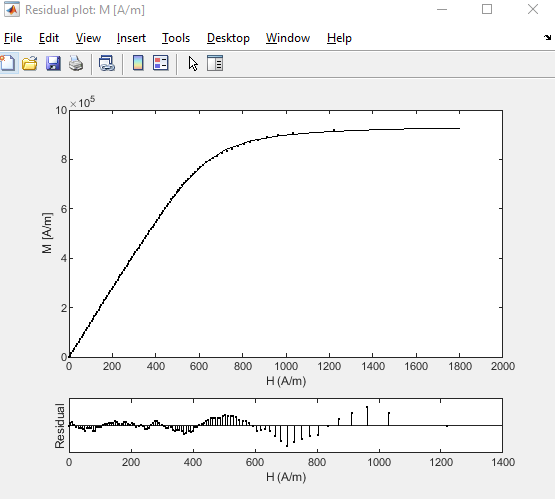 Residual plot: M [A/m]
File Edit View Insert Tools Desktop Window Help
×10^5
10
8
6
4
2
0
M [A/m]
0 200 400 600 800 1000 1200 1400 1600 1800 2000
H (A/m)
Residual
0 200 400 600 800 1000 1200 1400
H (A/m)